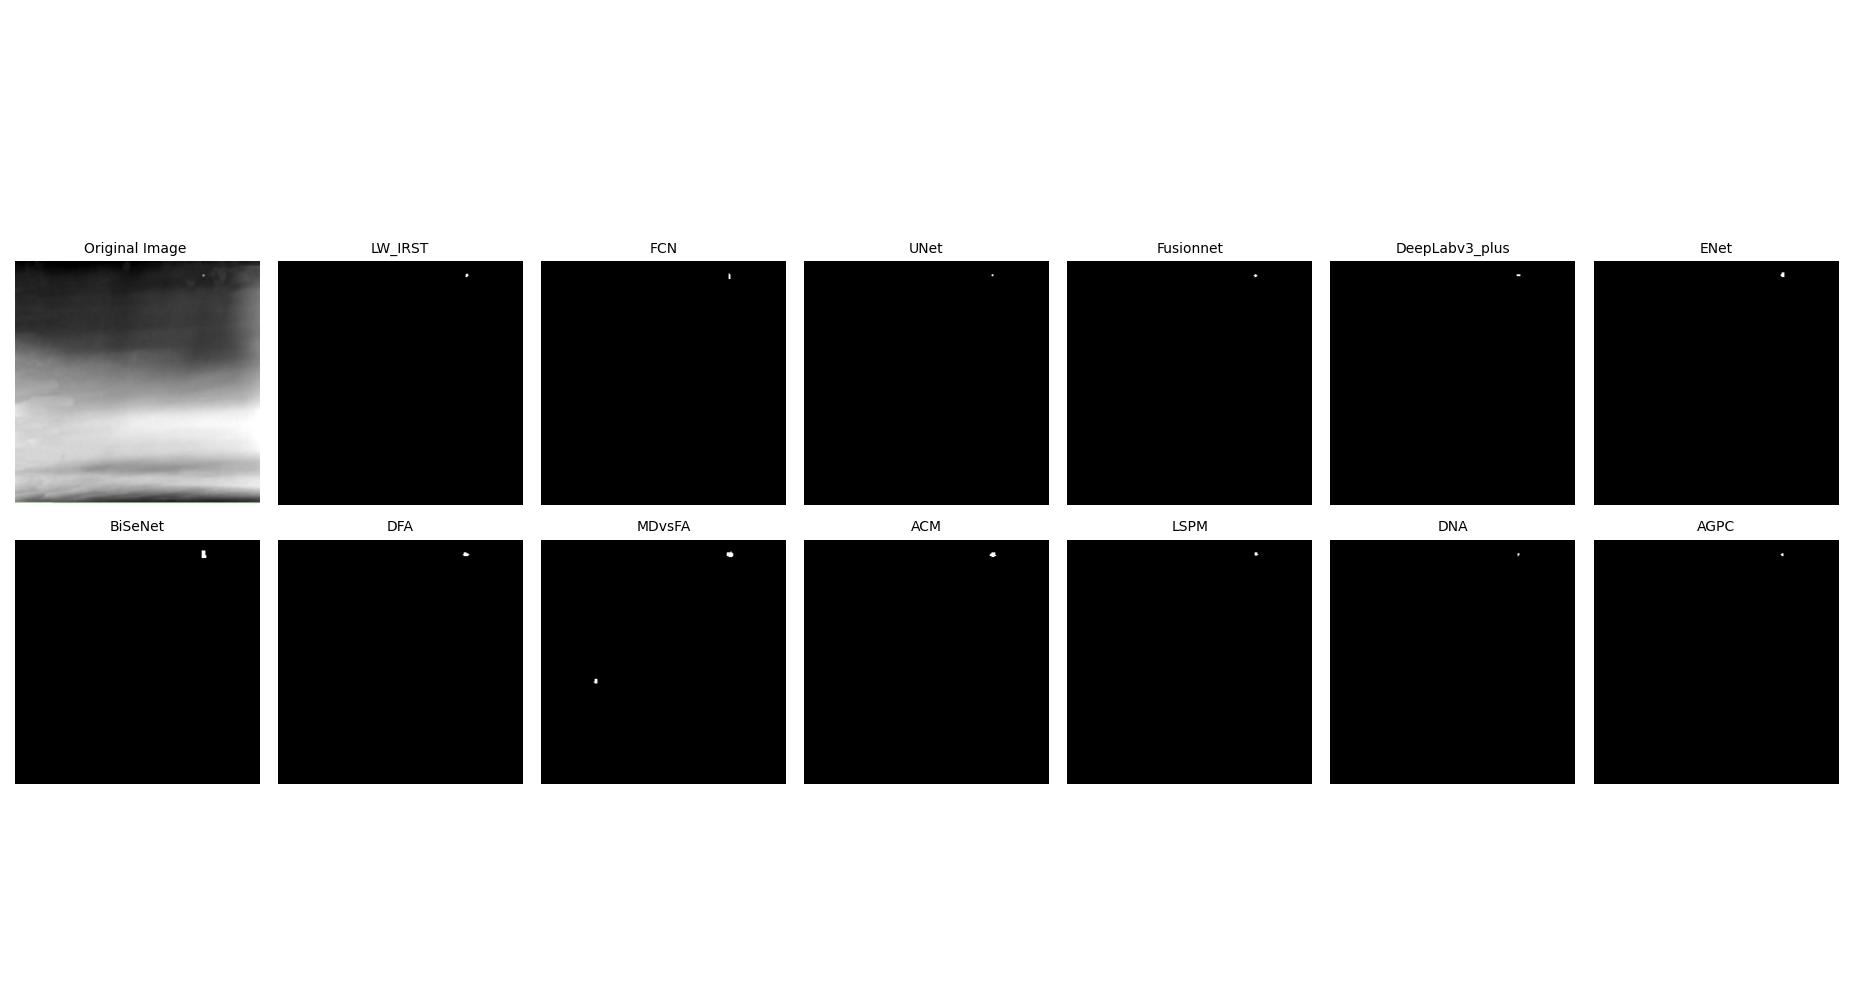 Original Image
LW_IRST
FCN
UNet
Fusionnet
DeepLabv3_plus
ENet
BiSeNet
DFA
MDvsFA
ACM
LSPM
DNA
AGPC